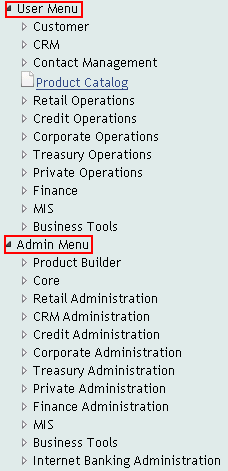 User Menu
Customer
CRM
Contact Management
Product Catalog
Retail Operations
Credit Operations
Corporate Operations
Treasury Operations
Private Operations
Finance
MIS
Business Tools
Admin Menu
Product Builder
Core
Retail Administration
CRM Administration
Credit Administration
Corporate Administration
Treasury Administration
Private Administration
Finance Administration
MIS
Business Tools
Internet Banking Administration